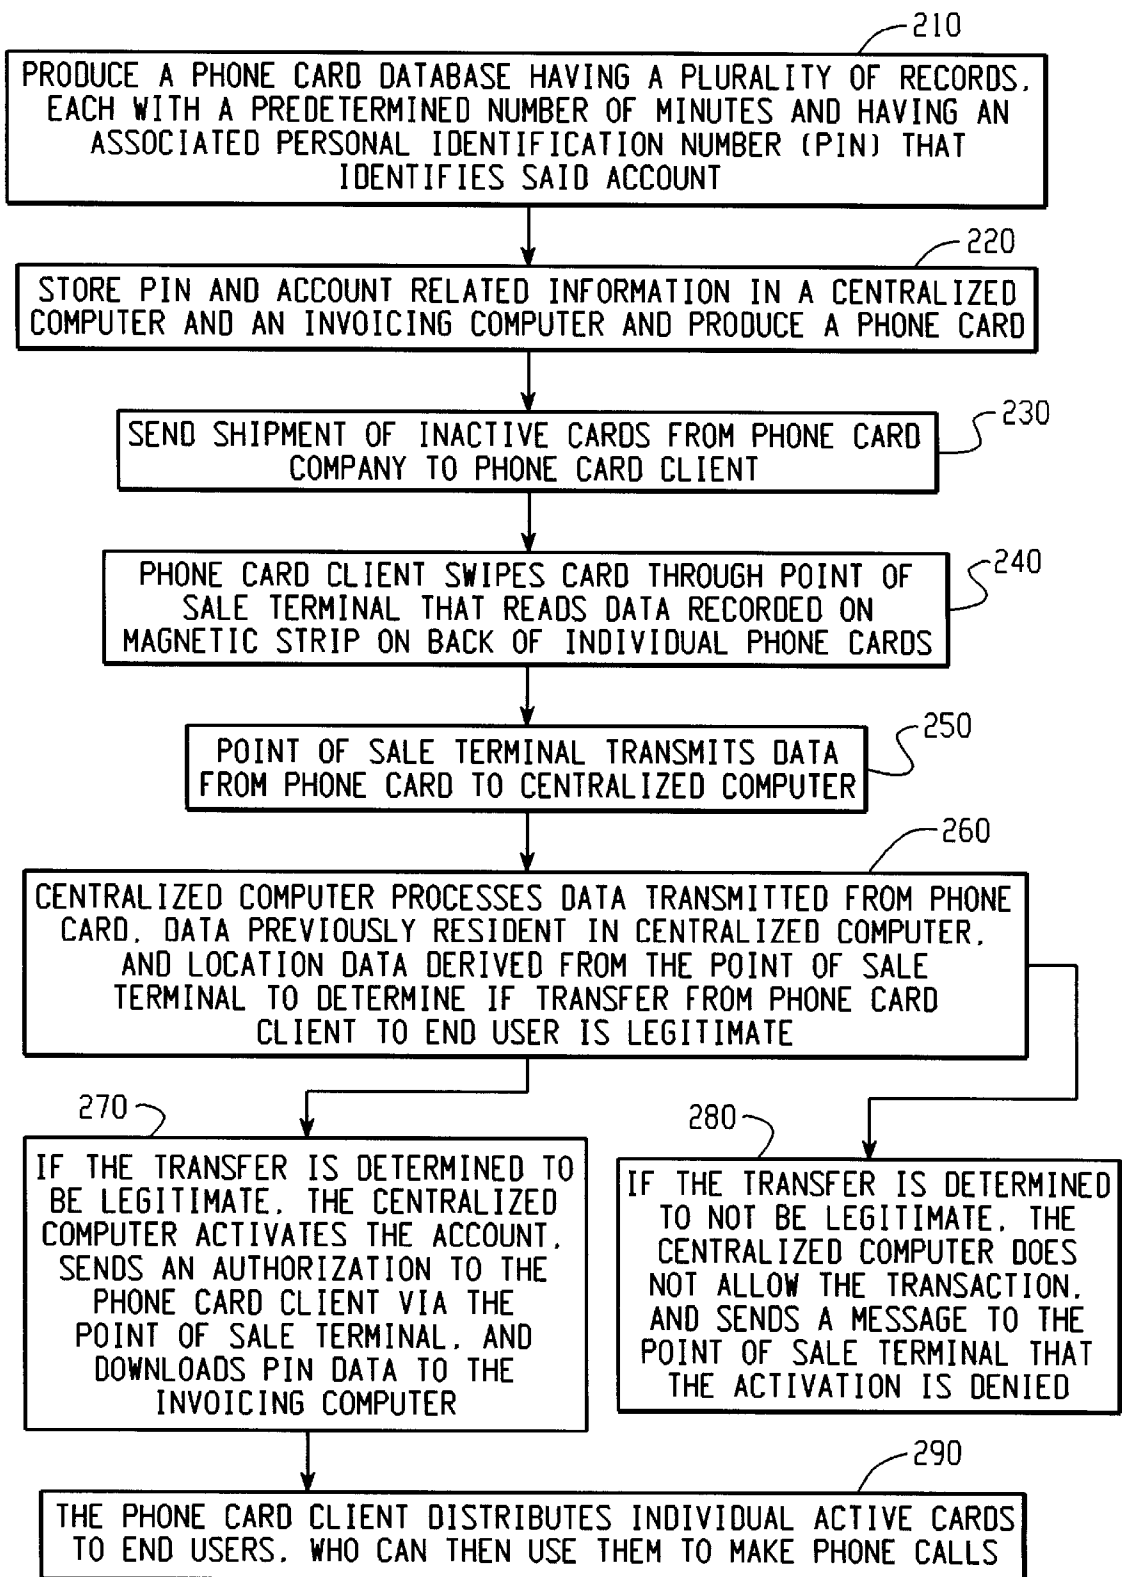 210
PRODUCE A PHONE CARD DATABASE HAVING A PLURALITY OF RECORDS,
EACH WITH A PREDETERMINED NUMBER OF MINUTES AND HAVING AN
ASSOCIATED PERSONAL IDENTIFICATION NUMBER (PIN) THAT
IDENTIFIES SAID ACCOUNT
220
STORE PIN AND ACCOUNT RELATED INFORMATION IN A CENTRALIZED
COMPUTER AND AN INVOICING COMPUTER AND PRODUCE A PHONE CARD
230
SEND SHIPMENT OF INACTIVE CARDS FROM PHONE CARD
COMPANY TO PHONE CARD CLIENT
240
PHONE CARD CLIENT SWIPES CARD THROUGH POINT OF
SALE TERMINAL THAT READS DATA RECORDED ON
MAGNETIC STRIP ON BACK OF INDIVIDUAL PHONE CARDS
250
POINT OF SALE TERMINAL TRANSMITS DATA
FROM PHONE CARD TO CENTRALIZED COMPUTER
260
CENTRALIZED COMPUTER PROCESSES DATA TRANSMITTED FROM PHONE
CARD, DATA PREVIOUSLY RESIDENT IN CENTRALIZED COMPUTER,
AND LOCATION DATA DERIVED FROM THE POINT OF SALE
TERMINAL TO DETERMINE IF TRANSFER FROM PHONE CARD
CLIENT TO END USER IS LEGITIMATE
270
IF THE TRANSFER IS DETERMINED TO
BE LEGITIMATE, THE CENTRALIZED
COMPUTER ACTIVATES THE ACCOUNT,
SENDS AN AUTHORIZATION TO THE
PHONE CARD CLIENT VIA THE
POINT OF SALE TERMINAL, AND
DOWNLOADS PIN DATA TO THE
INVOICING COMPUTER
280
IF THE TRANSFER IS DETERMINED
TO NOT BE LEGITIMATE, THE
CENTRALIZED COMPUTER DOES
NOT ALLOW THE TRANSACTION,
AND SENDS A MESSAGE TO THE
POINT OF SALE TERMINAL THAT
THE ACTIVATION IS DENIED
290
THE PHONE CARD CLIENT DISTRIBUTES INDIVIDUAL ACTIVE CARDS
TO END USERS, WHO CAN THEN USE THEM TO MAKE PHONE CALLS